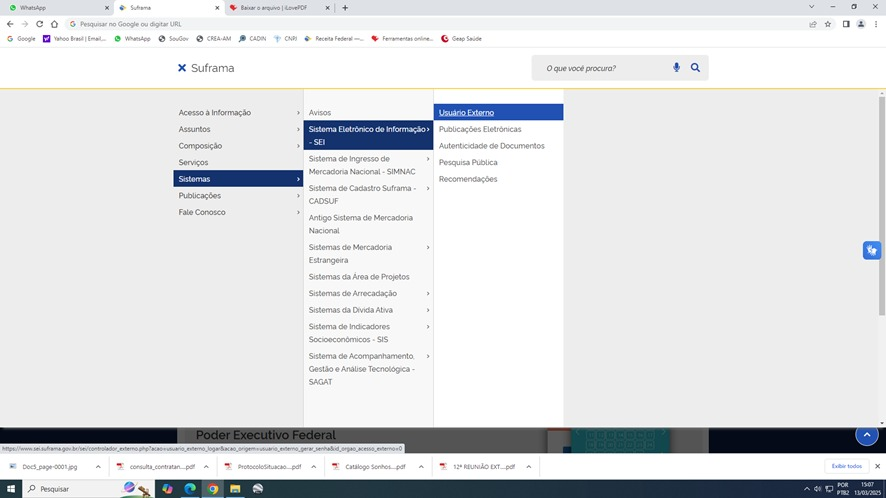 WhatsApp
Suframa
Baixar o arquivo | iLovePDF
Pesquisar no Google ou digitar URL
Google
Yahoo Brasil | Email,...
WhatsApp
SouGov
CREA-AM
CADIN
CNPJ
Receita Federal —...
Ferramentas online...
Geap Saúde
Suframa
O que você procura?
Acesso à Informação
Assuntos
Composição
Serviços
Sistemas
Publicações
Fale Conosco
Avisos
Sistema Eletrônico de Informação
- SEI
Sistema de Ingresso de
Mercadoria Nacional - SIMNAC
Sistema de Cadastro Suframa -
CADSUF
Antigo Sistema de Mercadoria
Nacional
Sistemas de Mercadoria
Estrangeira
Sistemas da Área de Projetos
Sistemas de Arrecadação
Sistemas da Dívida Ativa
Sistema de Indicadores
Socioeconômicos - SIS
Sistema de Acompanhamento,
Gestão e Análise Tecnológica -
SAGAT
Usuário Externo
Publicações Eletrônicas
Autenticidade de Documentos
Pesquisa Pública
Recomendações
Poder Executivo Federal
https://www.sei.suframa.gov.br/sei/controlador_externo.php?acao=usuario_externo_logar&acao_origem=usuario_externo_gerar_senha&id_orgao_acesso_externo=0
Doc5_page-0001.jpg
consulta_contratan....pdf
ProtocoloSituacao....pdf
Catálogo Sonhos....pdf
12ª REUNIÃO EXT....pdf
Exibir todos
Pesquisar
POR
PTB2
15:07
13/03/2025